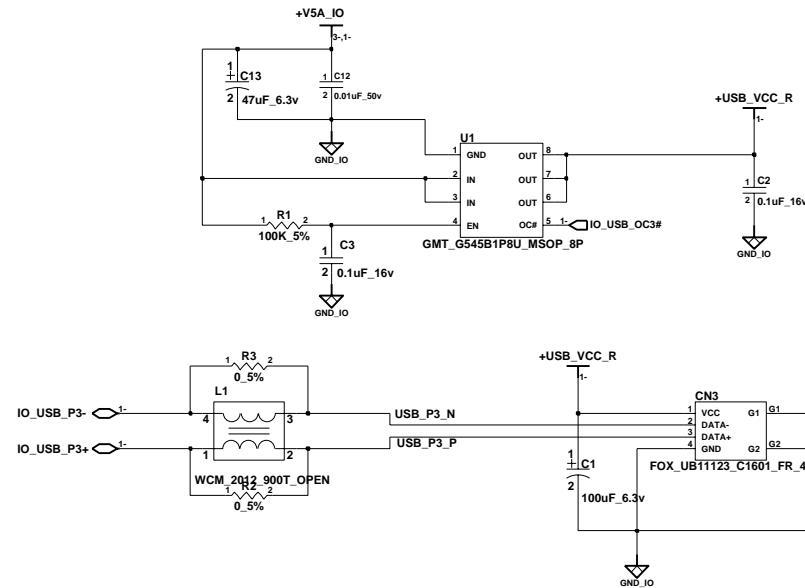 +V5A_IO
3-,1-
1
+
C13
2
47uF_6.3v
1
C12
2
0.01uF_50v
GND_IO
+USB_VCC_R
1-
U1
1 GND OUT 8
2 IN OUT 7
3 IN OUT 6
4 EN OC# 5
1- IO_USB_OC3#
GMT_G545B1P8U_MSOP_8P
1
C2
2
0.1uF_16v
GND_IO
R1
1 2
100K_5%
C3
1
2
0.1uF_16v
GND_IO
R3
1 2
0_5%
L1
IO_USB_P3- 1-
4 3
USB_P3_N
IO_USB_P3+ 1-
1 2
USB_P3_P
WCM_2012_900T_OPEN
R2
1 2
0_5%
+USB_VCC_R
1-
CN3
1 VCC G1 G1
2 DATA-
3 DATA+
4 GND G2 G2
FOX_UB11123_C1601_FR_4
1
+
C1
2
100uF_6.3v
GND_IO